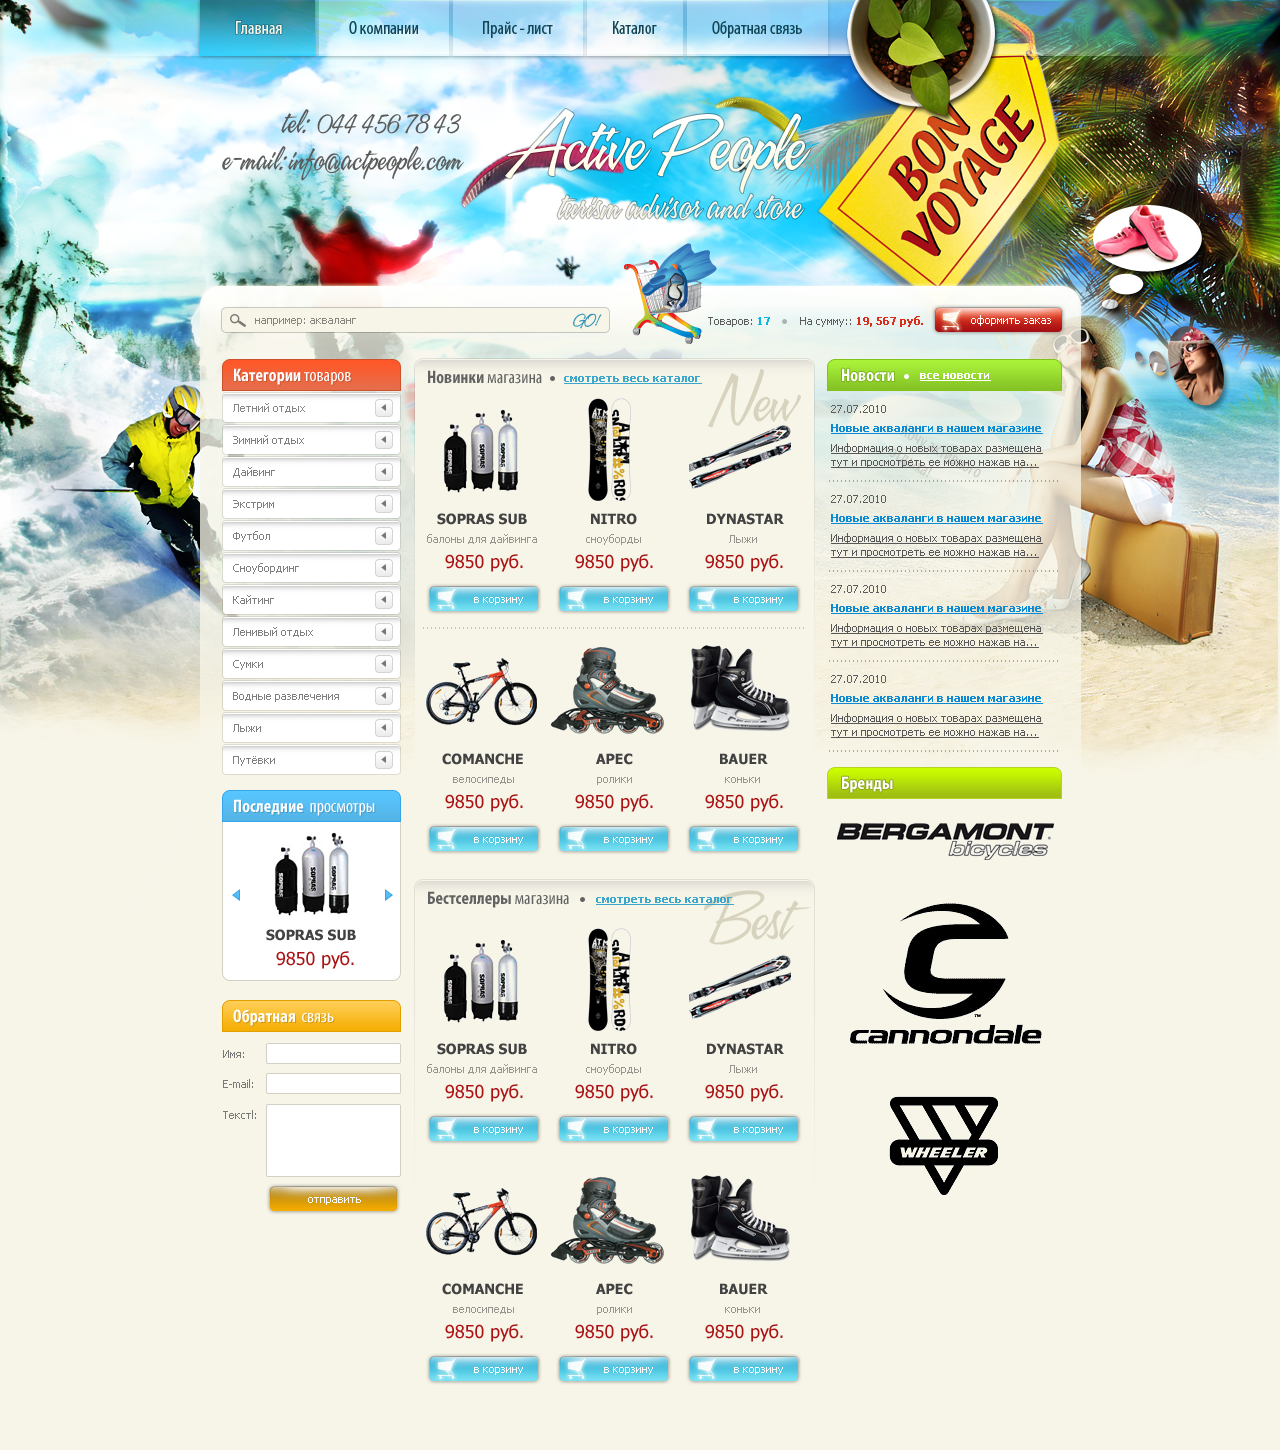 Главная
О компании
Прайс - лист
Каталог
Обратная связь
tel: 044 456 78 43
e-mail: info@actpeople.com
Active People
turism advisor and store
BON
VOYAGE
например: акваланг
GO!
Товаров: 17
На сумму:: 19, 567 руб.
оформить заказ
Категории товаров
Летний отдых
Зимний отдых
Дайвинг
Экстрим
Футбол
Сноубординг
Кайтинг
Ленивый отдых
Сумки
Водные развлечения
Лыжи
Путёвки
Последние просмотры
SOPRAS SUB
9850 руб.
Обратная связь
Имя:
E-mail:
Текстl:
отправить
Новинки магазина • смотреть весь каталог
New
SOPRAS SUB
балоны для дайвинга
9850 руб.
в корзину
NITRO
сноуборды
9850 руб.
в корзину
DYNASTAR
Лыжи
9850 руб.
в корзину
COMANCHE
велосипеды
9850 руб.
в корзину
APEC
ролики
9850 руб.
в корзину
BAUER
коньки
9850 руб.
в корзину
Бестселлеры магазина • смотреть весь каталог
Best
SOPRAS SUB
балоны для дайвинга
9850 руб.
в корзину
NITRO
сноуборды
9850 руб.
в корзину
DYNASTAR
Лыжи
9850 руб.
в корзину
COMANCHE
велосипеды
9850 руб.
в корзину
APEC
ролики
9850 руб.
в корзину
BAUER
коньки
9850 руб.
в корзину
Новости • все новости
27.07.2010
Новые акваланги в нашем магазине
Информация о новых товарах размещена
тут и просмотреть ее можно нажав на...
27.07.2010
Новые акваланги в нашем магазине
Информация о новых товарах размещена
тут и просмотреть ее можно нажав на...
27.07.2010
Новые акваланги в нашем магазине
Информация о новых товарах размещена
тут и просмотреть ее можно нажав на...
27.07.2010
Новые акваланги в нашем магазине
Информация о новых товарах размещена
тут и просмотреть ее можно нажав на...
Бренды
BERGAMONT
bicycles
cannondale
WHEELER